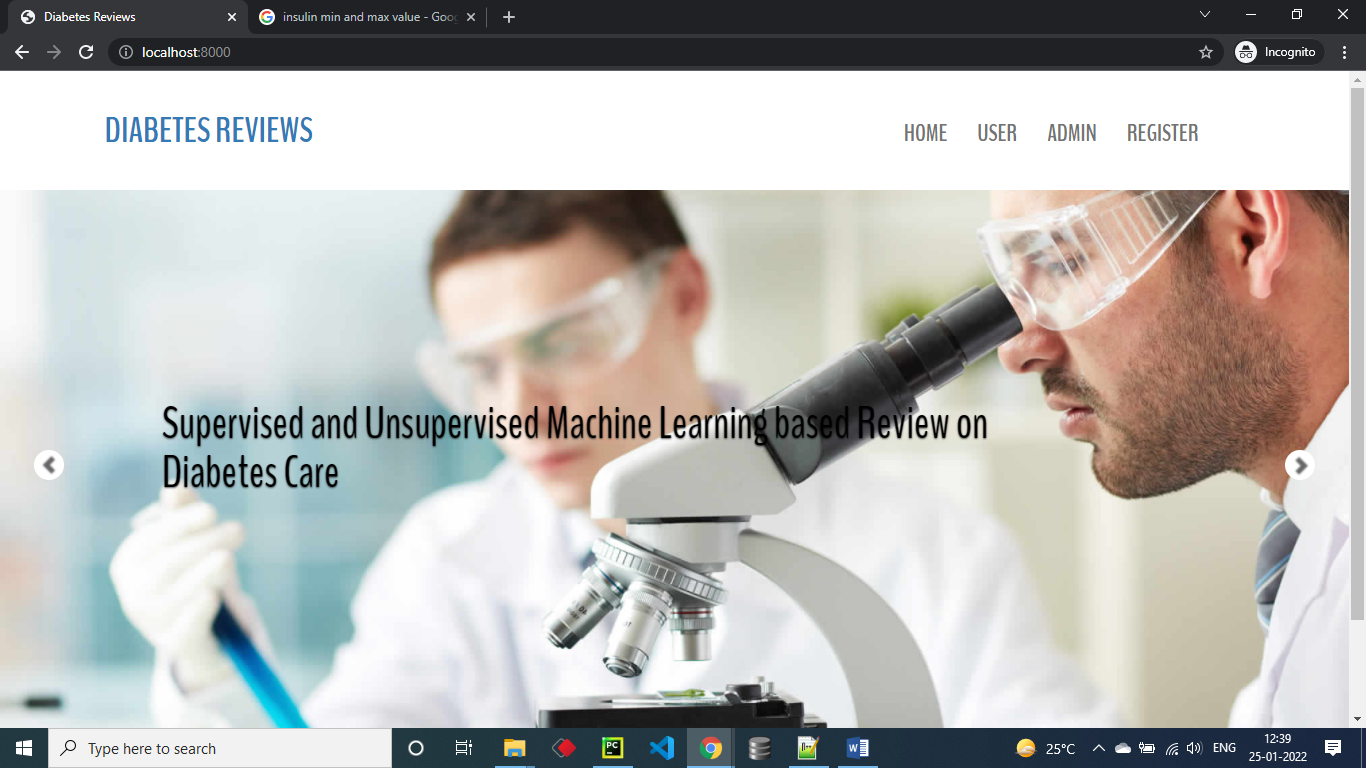 Diabetes Reviews
insulin min and max value - Goo
localhost:8000
Incognito
DIABETES REVIEWS
HOME USER ADMIN REGISTER
Supervised and Unsupervised Machine Learning based Review on
Diabetes Care
Type here to search
25°C
ENG
12:39
25-01-2022